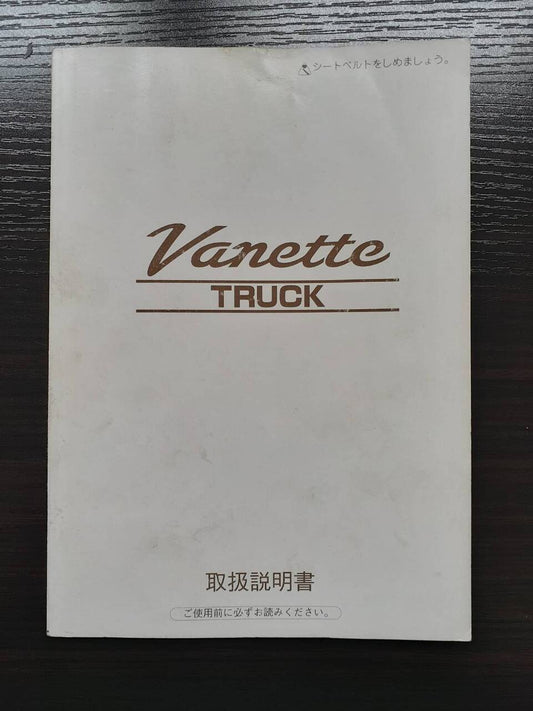 シートベルトをしめましょう。
Vanette
TRUCK
取扱説明書
ご使用前に必ずお読みください。